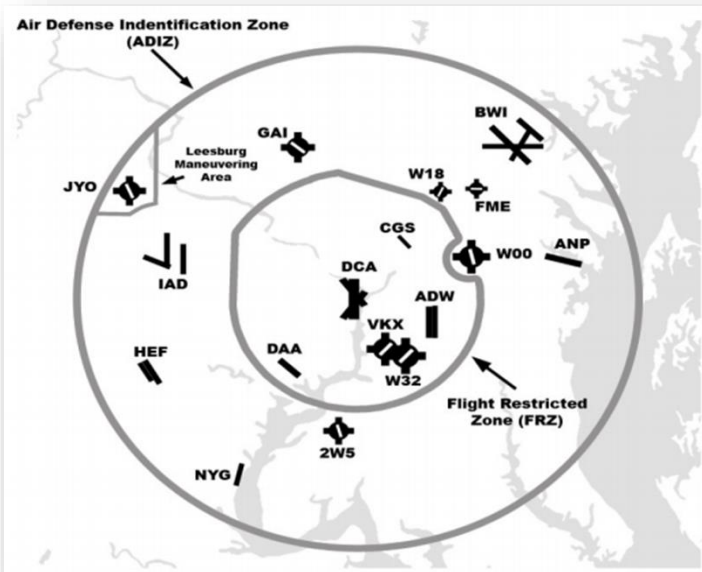 Air Defense Indentification Zone
(ADIZ)
BWI
GAI
Leesburg
Maneuvering
Area
JYO
W18
FME
CGS
W00
ANP
DCA
IAD
ADW
VKX
HEF
DAA
W32
Flight Restricted
Zone (FRZ)
2W5
NYG